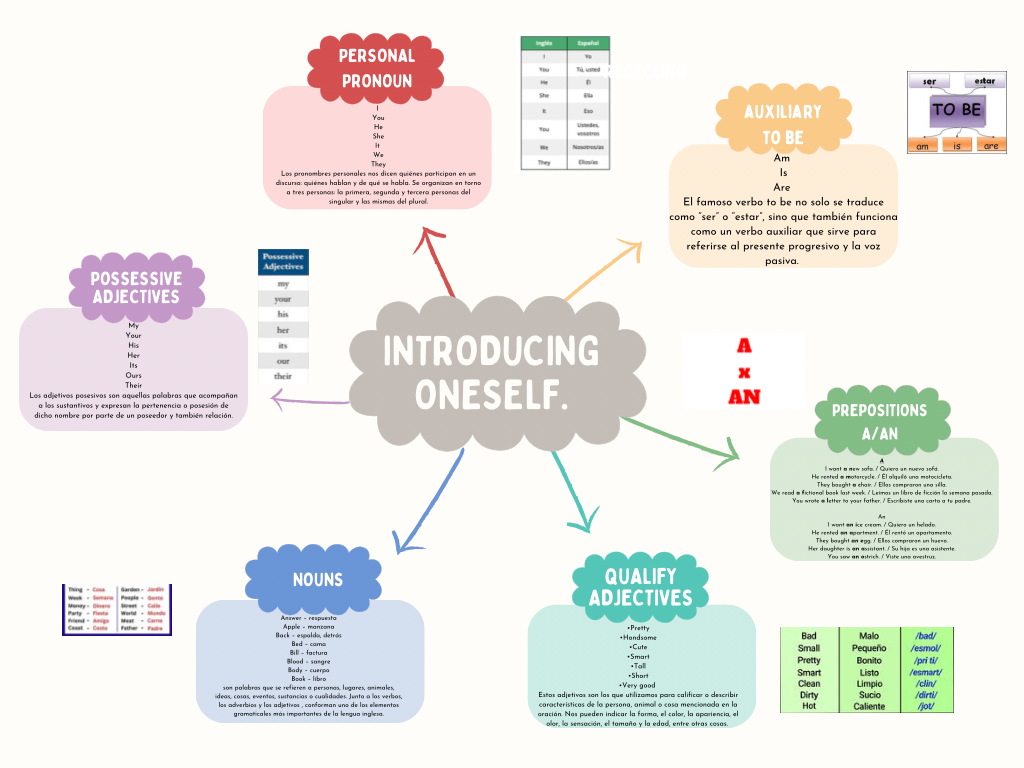 PERSONAL
PRONOUN
I
You
He
She
It
We
They
Los pronombres personales nos dicen quiénes participan en un
discurso: quiénes hablan y de qué se habla. Se organizan en torno
a tres personas: la primera, segunda y tercera personas del
singular y las mismas del plural.
Inglés Español
I Yo
You Tú, usted
He Él
She Ella
It Eso
You Ustedes,
vosotros
We Nosotros/as
They Ellos/as
AUXILIARY
TO BE
Am
Is
Are
El famoso verbo to be no solo se traduce
como “ser” o “estar”, sino que también funciona
como un verbo auxiliar que sirve para
referirse al presente progresivo y la voz
pasiva.
ser estar
TO BE
am is are
POSSESSIVE
ADJECTIVES
My
Your
His
Her
Its
Ours
Their
Los adjetivos posesivos son aquellas palabras que acompañan
a los sustantivos y expresan la pertenencia o posesión de
dicho nombre por parte de un poseedor y también relación.
Possessive
Adjectives
my
your
his
her
its
our
their
INTRODUCING
ONESELF.
A
x
AN
PREPOSITIONS
A/AN
A
I want a new sofa. / Quiero un nuevo sofa.
He rented a motorcycle. / Él alquiló una motocicleta.
They bought a chair. / Ellos compraron una silla.
We read a fictional book last week. / Leímos un libro de ficción la semana pasada.
You wrote a letter to your father. / Escribiste una carta a tu padre.
An
I want an ice cream. / Quiero un helado.
He rented an apartment. / Él rentó un apartamento.
They bought an egg. / Ellos compraron un huevo.
Her daughter is an assistant. / Su hija es una asistente.
You saw an ostrich. / Viste una avestruz.
NOUNS
Answer – respuesta
Apple – manzana
Back – espalda, detrás
Bed – cama
Bill – factura
Blood – sangre
Body – cuerpo
Book – libro
son palabras que se refieren a personas, lugares, animales,
ideas, cosas, eventos, sustancias o cualidades. Junto a los verbos,
los adverbios y los adjetivos , conforman uno de los elementos
gramaticales más importantes de la lengua inglesa.
Thing – Cosa Garden – Jardín
Week – Semana People – Gente
Money – Dinero Street – Calle
Party – Fiesta World – Mundo
Friend – Amigo Meat – Carne
Coast – Costa Father – Padre
QUALIFY
ADJECTIVES
•Pretty
•Handsome
•Cute
•Smart
•Tall
•Short
•Very good
Estos adjetivos son los que utilizamos para calificar o describir
características de la persona, animal o cosa mencionada en la
oración. Nos pueden indicar la forma, el color, la apariencia, el
olor, la sensación, el tamaño y la edad, entre otras cosas.
Bad Malo /bad/
Small Pequeño /esmol/
Pretty Bonito /pri ti/
Smart Listo /esmart/
Clean Limpio /clin/
Dirty Sucio /dirti/
Hot Caliente /jot/